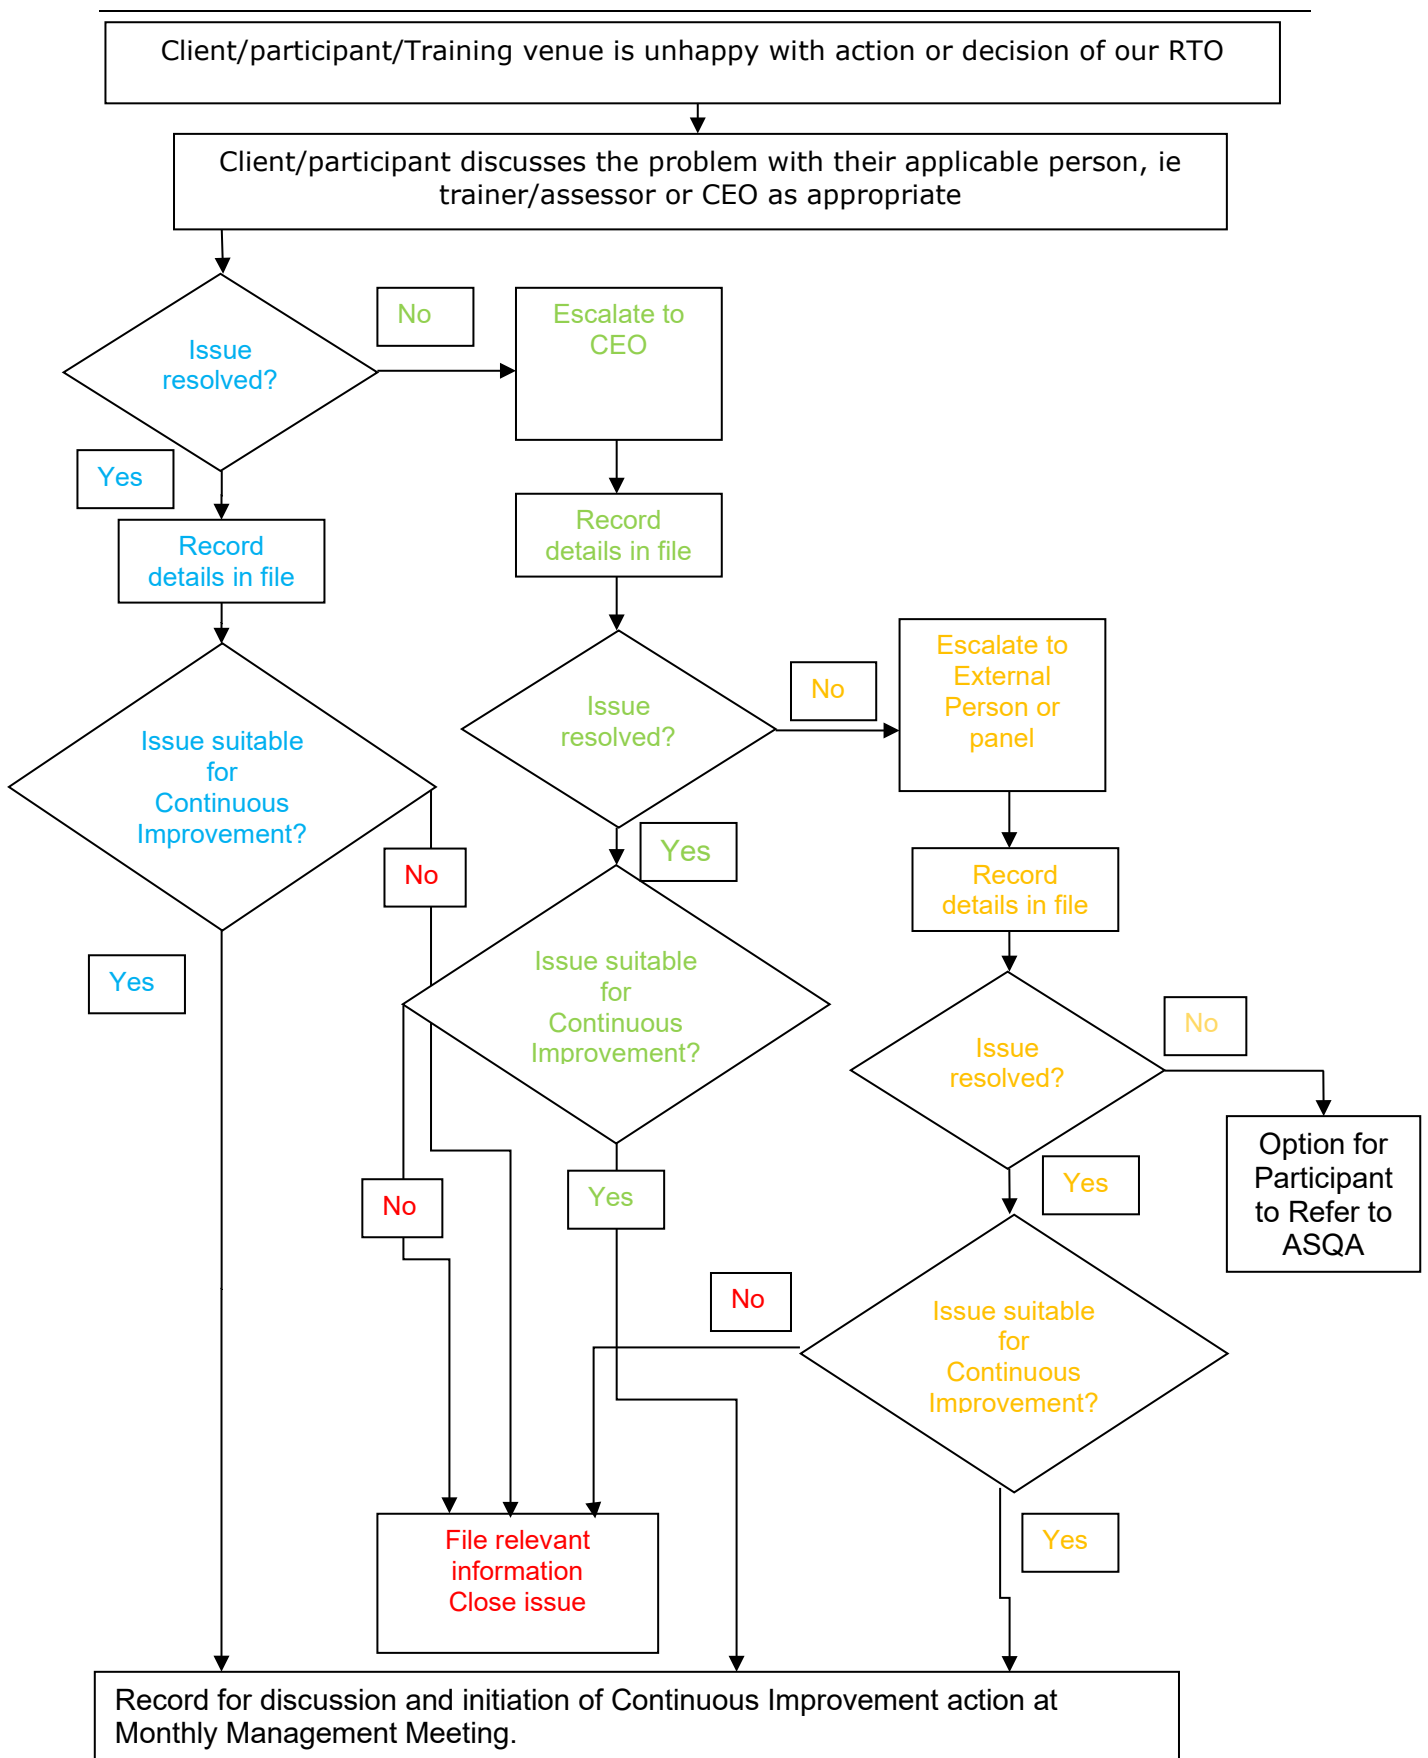 Client/participant/Training venue is unhappy with action or decision of our RTO
Client/participant discusses the problem with their applicable person, ie
trainer/assessor or CEO as appropriate
No
Escalate to
CEO
Issue
resolved?
Yes
Record
details in file
Record
details in file
Escalate to
External
Person or
panel
No
Issue
resolved?
Issue suitable
for
Continuous
Improvement?
Yes
No
Record
details in file
Yes
Issue suitable
for
Continuous
Improvement?
No
Issue
resolved?
Option for
Participant
to Refer to
ASQA
Yes
No
Yes
No
Issue suitable
for
Continuous
Improvement?
Yes
File relevant
information
Close issue
Record for discussion and initiation of Continuous Improvement action at
Monthly Management Meeting.